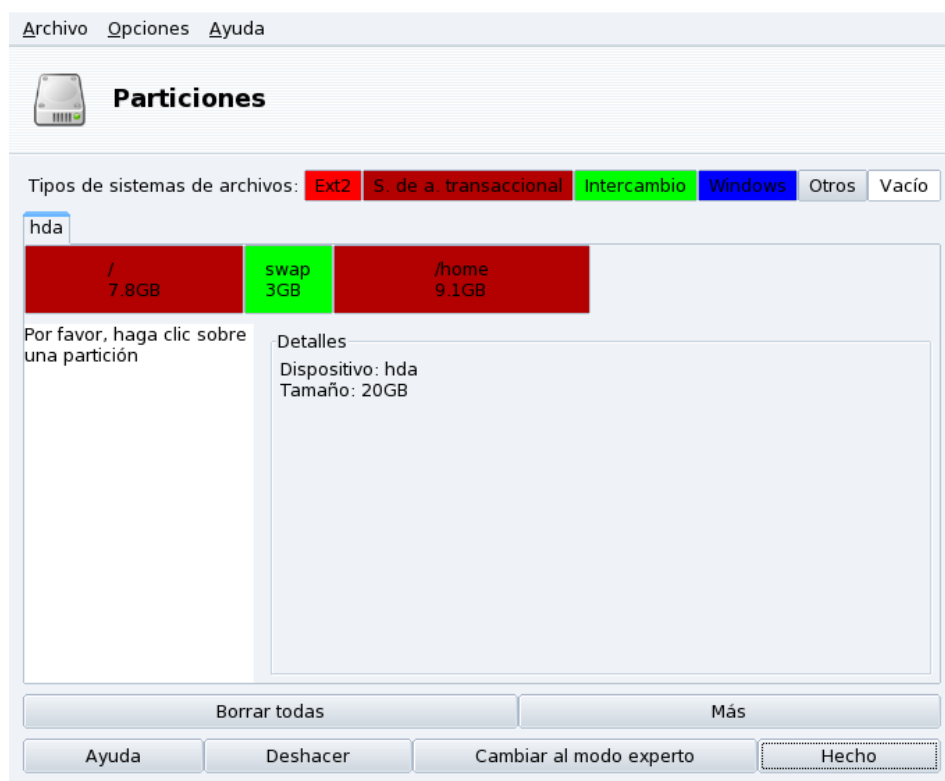 Archivo Opciones Ayuda
Particiones
Tipos de sistemas de archivos: Ext2 S. de a. transaccional Intercambio Windows Otros Vacío
hda
/ swap /home
7.8GB 3GB 9.1GB
Por favor, haga clic sobre
una partición
Detalles
Dispositivo: hda
Tamaño: 20GB
Borrar todas Más
Ayuda Deshacer Cambiar al modo experto Hecho